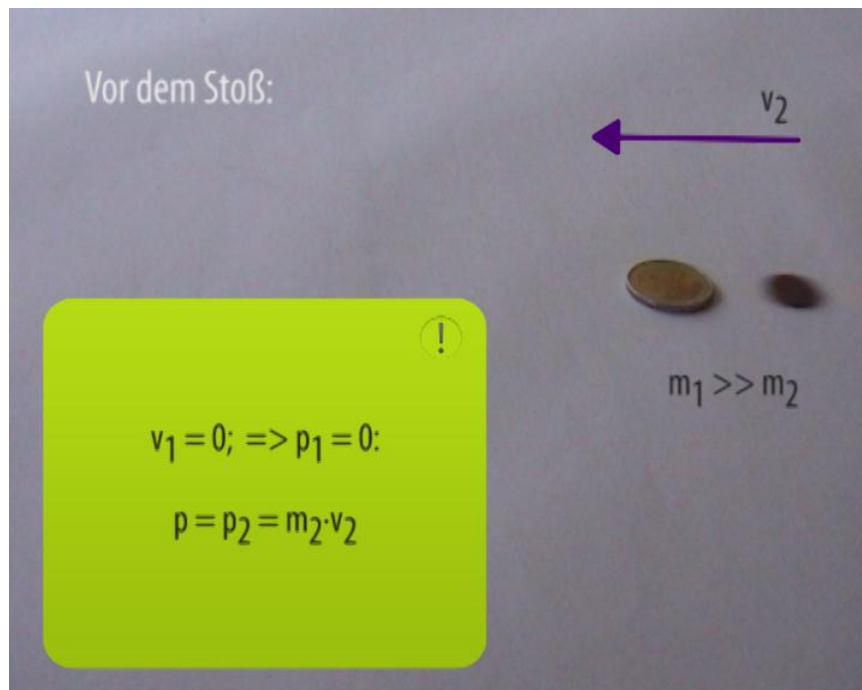 Vor dem Stoß:
v₂
m₁ >> m₂
!
v₁ = 0; => p₁ = 0:
p = p₂ = m₂·v₂